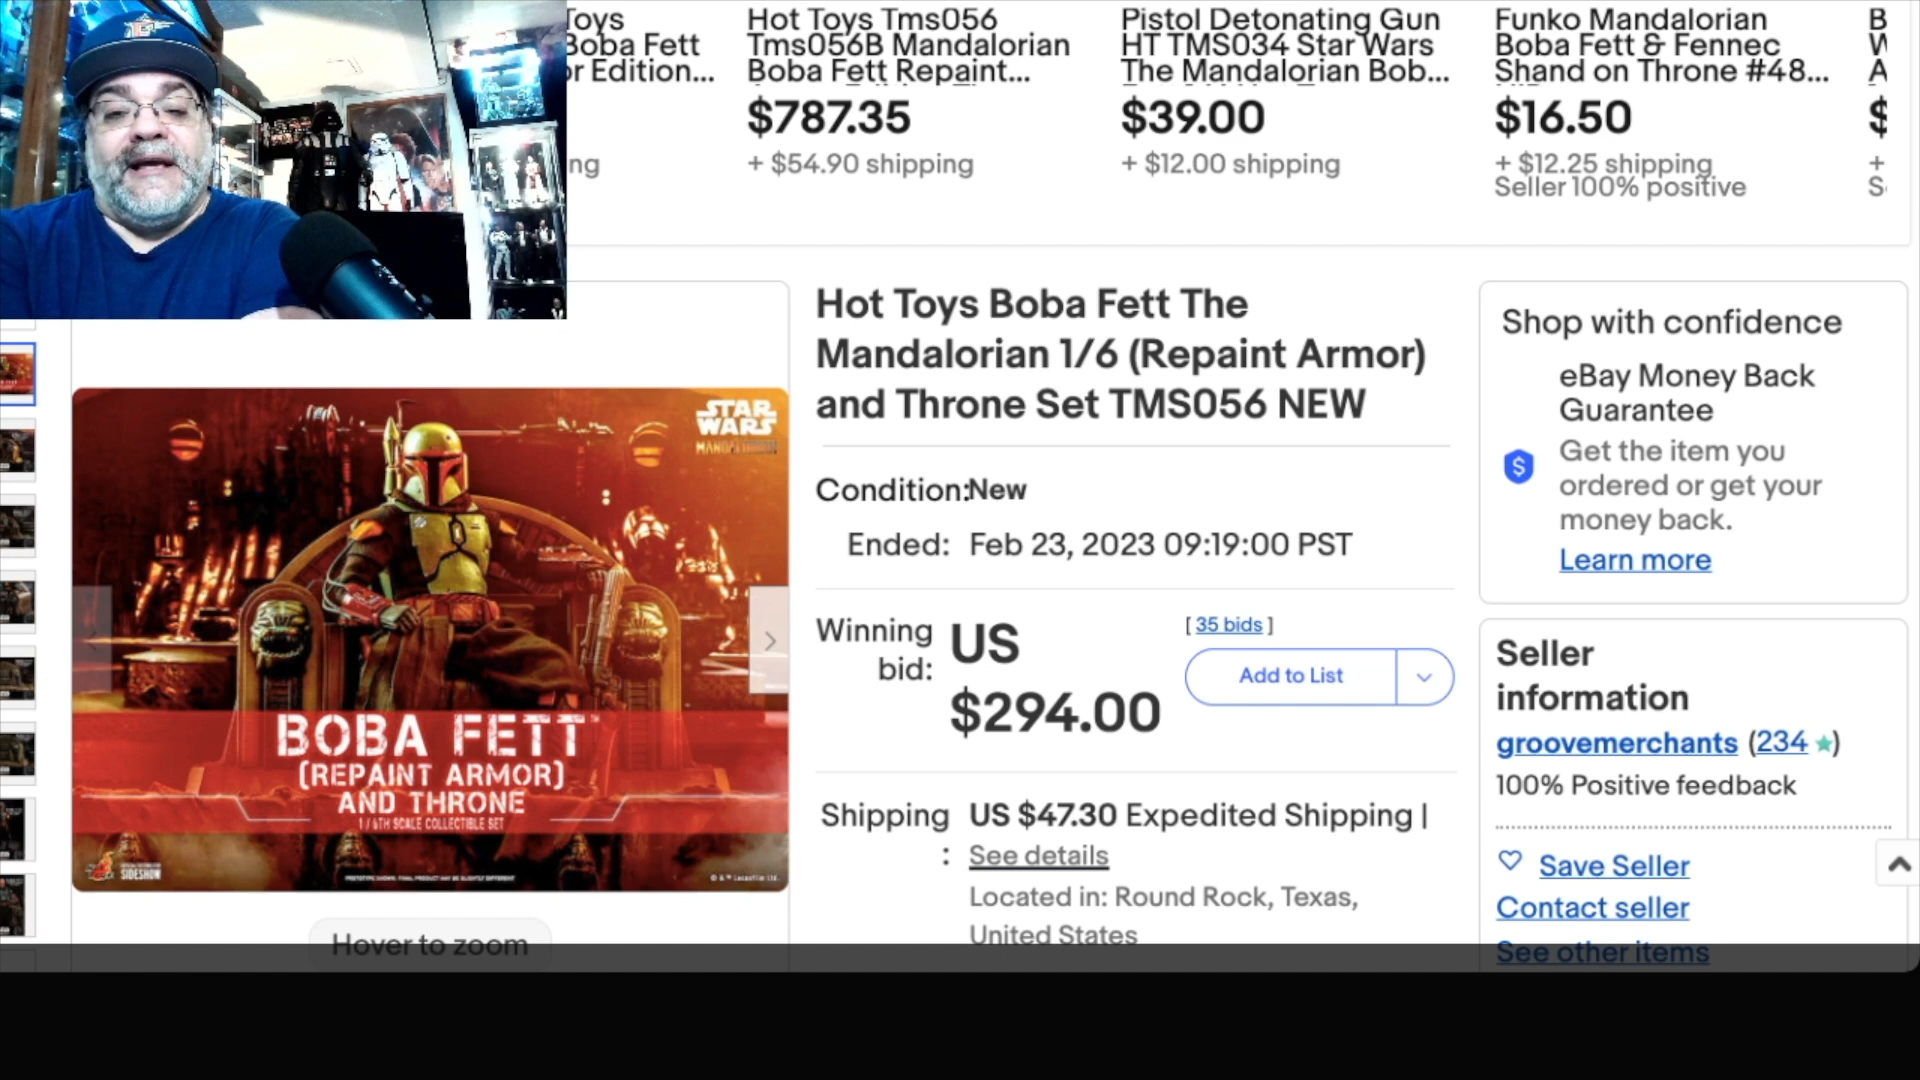 Toys
Boba Fett
or Edition...
ng
Hot Toys Tms056
Tms056B Mandalorian
Boba Fett Repaint...
$787.35
+ $54.90 shipping
Pistol Detonating Gun
HT TMS034 Star Wars
The Mandalorian Bob...
$39.00
+ $12.00 shipping
Funko Mandalorian
Boba Fett & Fennec
Shand on Throne #48...
$16.50
+ $12.25 shipping
Seller 100% positive
$
+
STAR
WARS
BOBA FETT
(REPAINT ARMOR)
AND THRONE
1/6TH SCALE COLLECTIBLE SET
SIDESHOW
Hover to zoom
Hot Toys Boba Fett The
Mandalorian 1/6 (Repaint Armor)
and Throne Set TMS056 NEW
Condition: New
Ended: Feb 23, 2023 09:19:00 PST
Winning
bid:
US
$294.00
[ 35 bids ]
Add to List
Shipping
:
US $47.30 Expedited Shipping |
See details
Located in: Round Rock, Texas,
United States
Shop with confidence
eBay Money Back
Guarantee
Get the item you
ordered or get your
money back.
Learn more
Seller
information
groovemerchants (234 ★)
100% Positive feedback
Save Seller
Contact seller
See other items